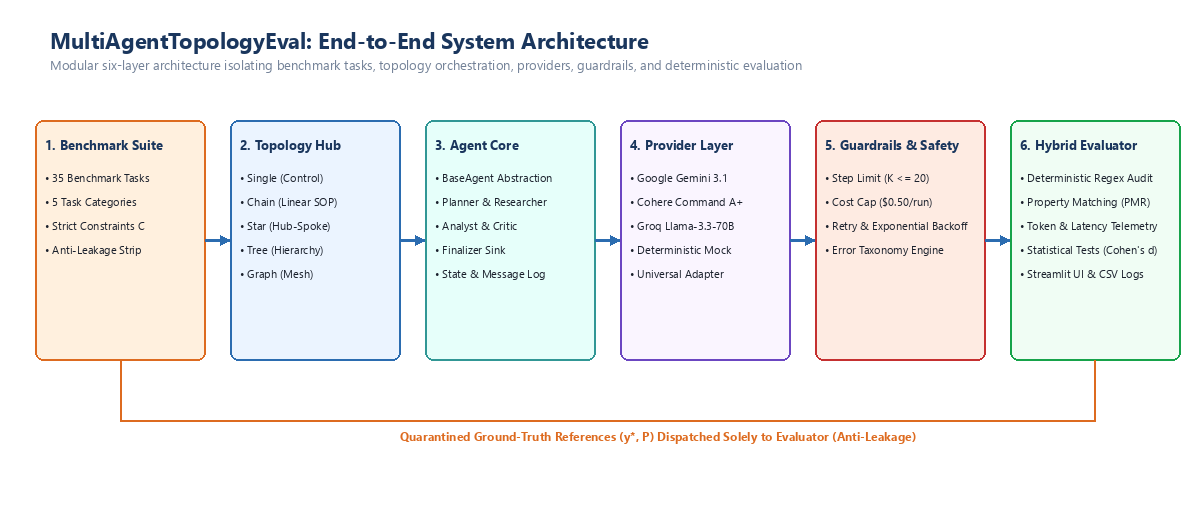 MultiAgentTopologyEval: End-to-End System Architecture
Modular six-layer architecture isolating benchmark tasks, topology orchestration, providers, guardrails, and deterministic evaluation
1. Benchmark Suite
• 35 Benchmark Tasks
• 5 Task Categories
• Strict Constraints C
• Anti-Leakage Strip
2. Topology Hub
• Single (Control)
• Chain (Linear SOP)
• Star (Hub-Spoke)
• Tree (Hierarchy)
• Graph (Mesh)
3. Agent Core
• BaseAgent Abstraction
• Planner & Researcher
• Analyst & Critic
• Finalizer Sink
• State & Message Log
4. Provider Layer
• Google Gemini 3.1
• Cohere Command A+
• Groq Llama-3.3-70B
• Deterministic Mock
• Universal Adapter
5. Guardrails & Safety
• Step Limit (K <= 20)
• Cost Cap ($0.50/run)
• Retry & Exponential Backoff
• Error Taxonomy Engine
6. Hybrid Evaluator
• Deterministic Regex Audit
• Property Matching (PMR)
• Token & Latency Telemetry
• Statistical Tests (Cohen's d)
• Streamlit UI & CSV Logs
Quarantined Ground-Truth References (y*, P) Dispatched Solely to Evaluator (Anti-Leakage)